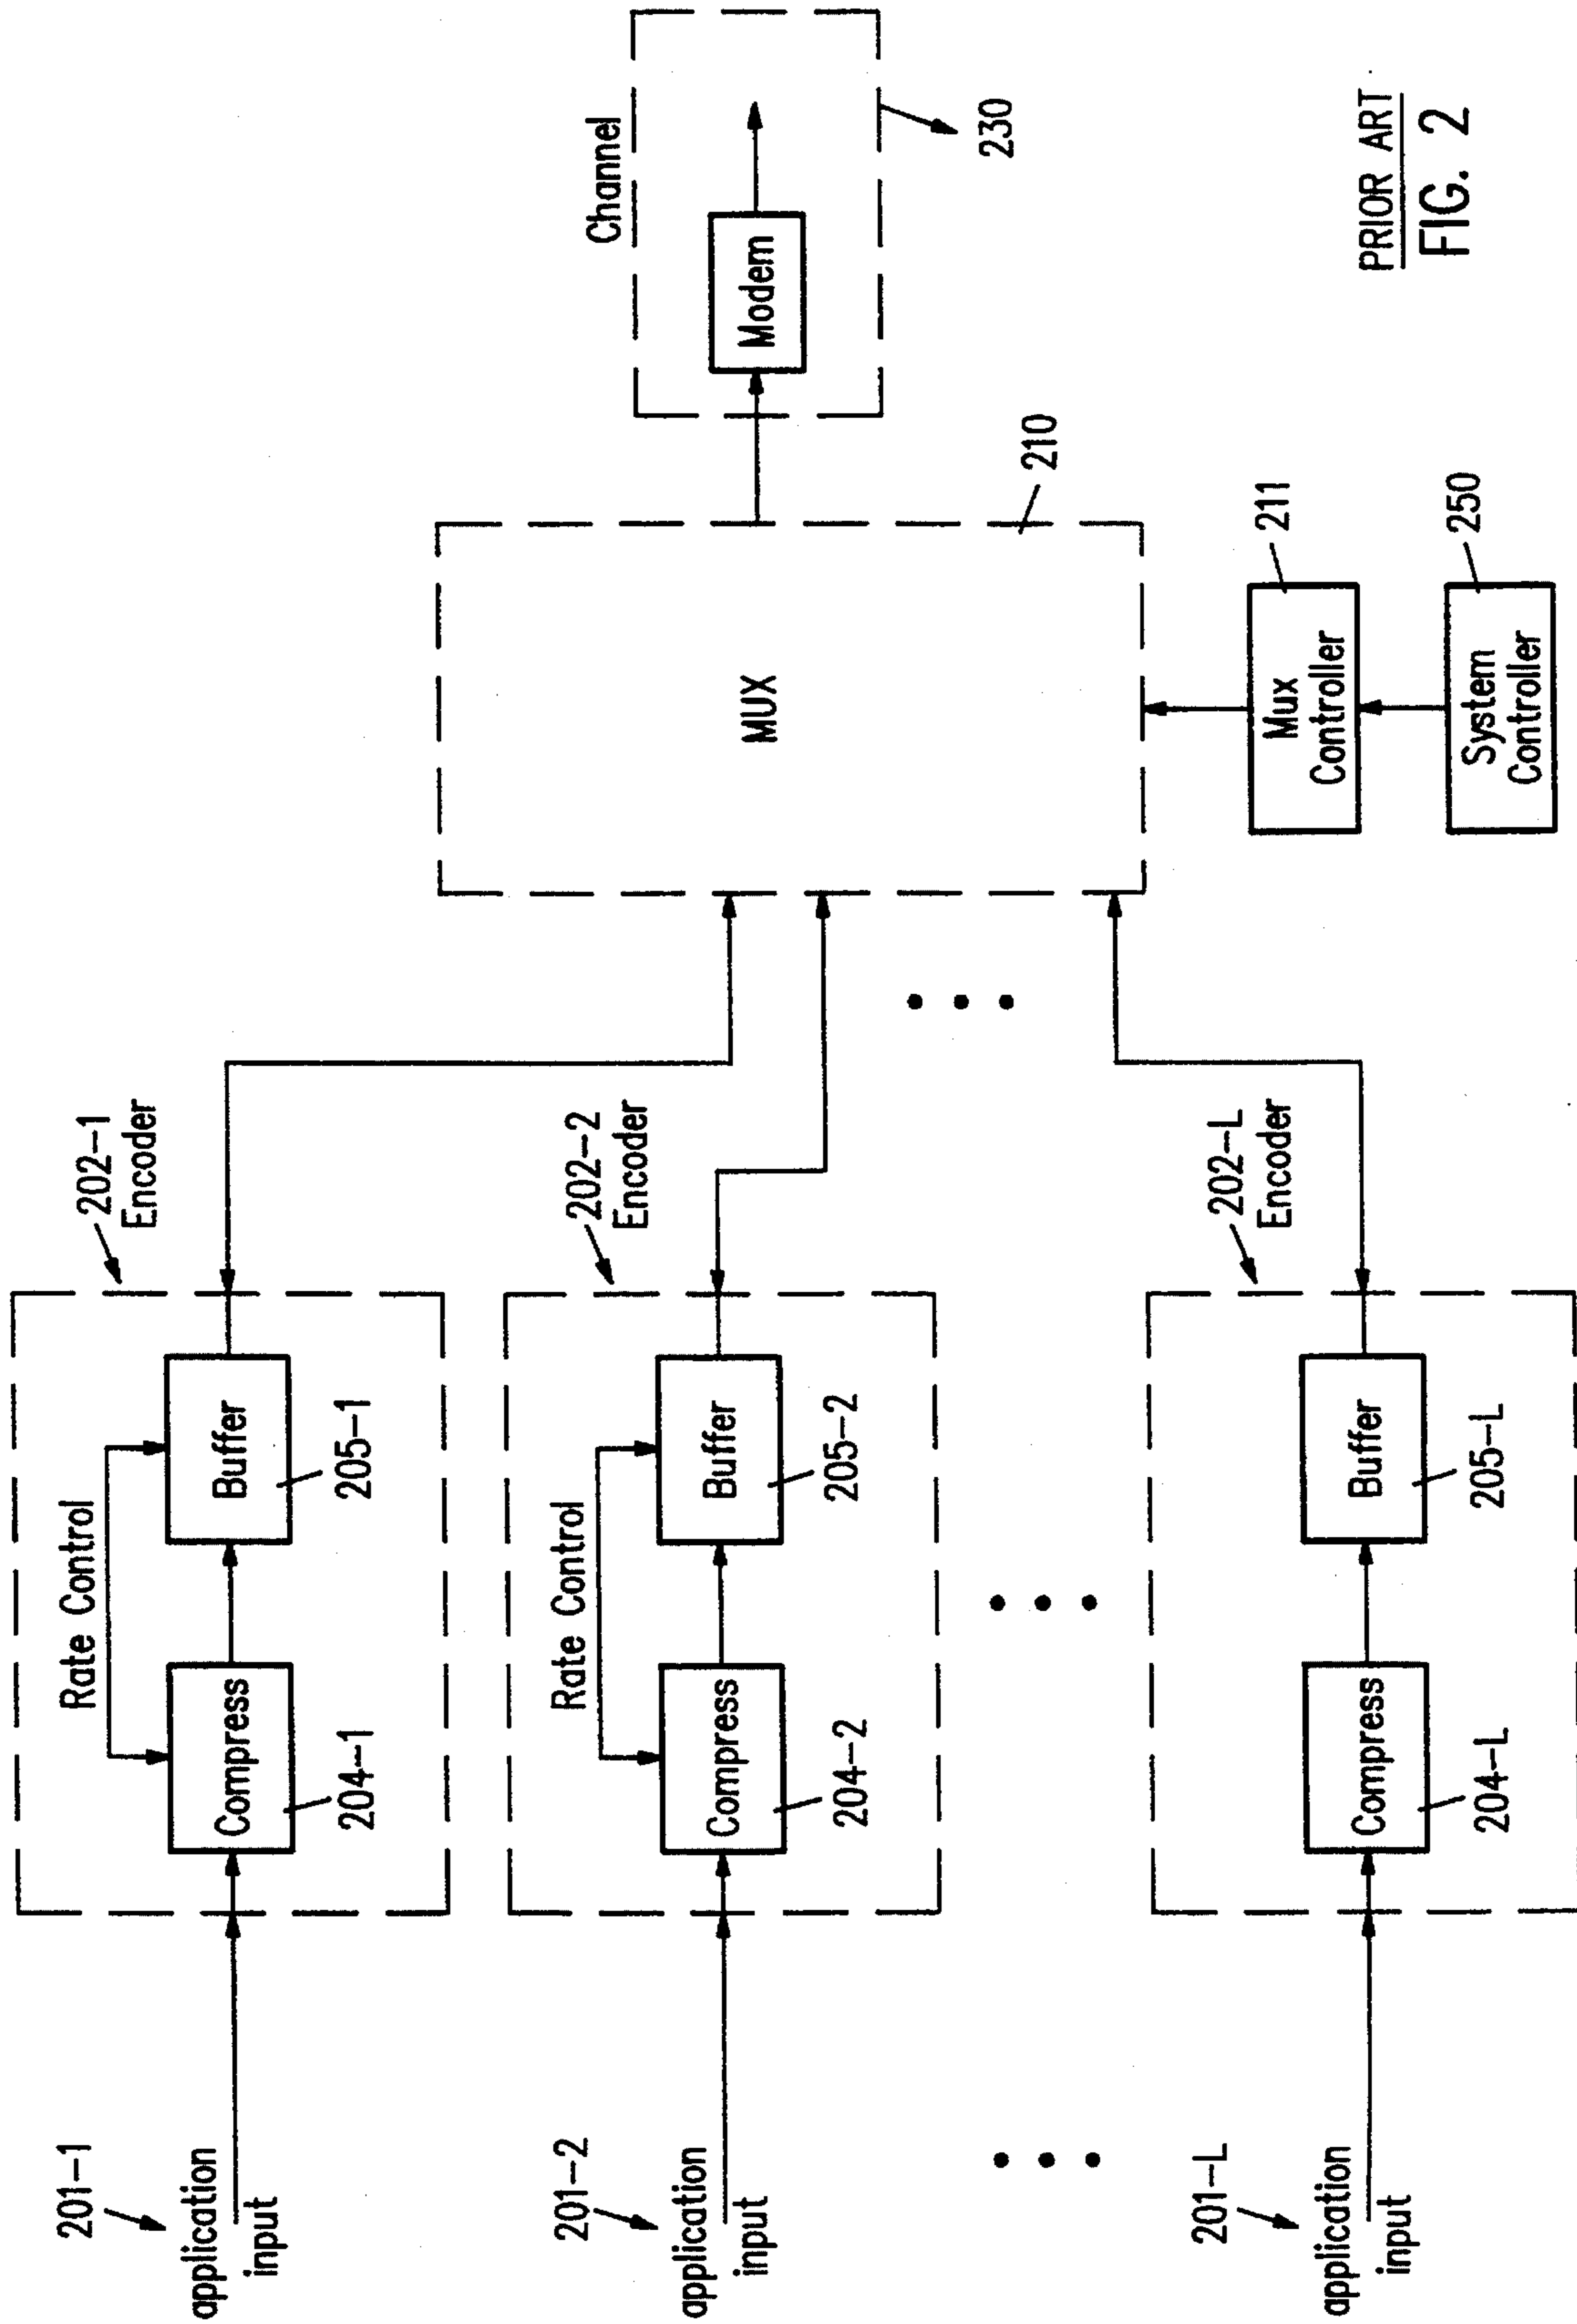 201-1
application
input
Rate Control
Compress
204-1
Buffer
205-1
202-1
Encoder
201-2
application
input
Rate Control
Compress
204-2
Buffer
205-2
202-2
Encoder
201-L
application
input
Compress
204-L
Buffer
205-L
202-L
Encoder
MUX
210
Mux
Controller
211
System
Controller
250
Channel
Modem
230
PRIOR ART
FIG. 2